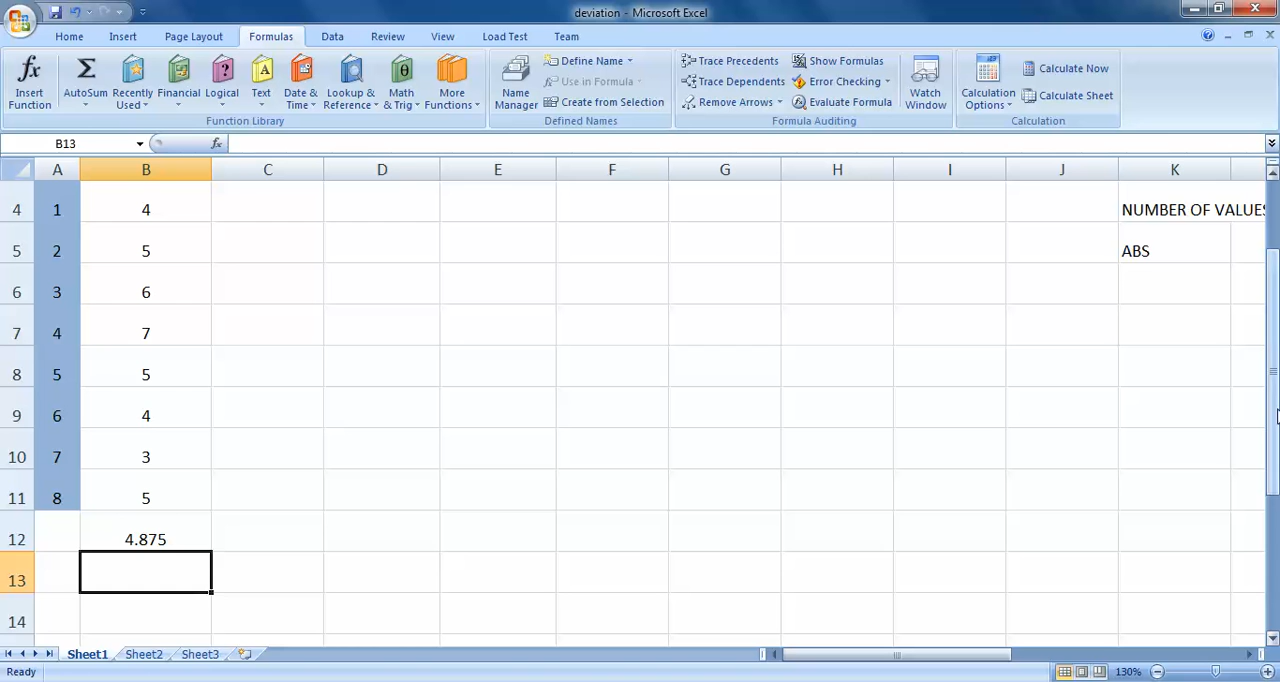 deviation - Microsoft Excel
Home Insert Page Layout Formulas Data Review View Load Test Team
fx Σ ? A θ
Insert Function
AutoSum
Recently Used
Financial
Logical
Text
Date & Time
Lookup & Reference
Math & Trig
More Functions
Function Library
Name Manager
Define Name
Use in Formula
Create from Selection
Defined Names
Trace Precedents
Trace Dependents
Remove Arrows
Show Formulas
Error Checking
Evaluate Formula
Watch Window
Formula Auditing
Calculation Options
Calculate Now
Calculate Sheet
Calculation
B13 fx
A B C D E F G H I J K
4 1 4 NUMBER OF VALUES
5 2 5 ABS
6 3 6
7 4 7
8 5 5
9 6 4
10 7 3
11 8 5
12 4.875
13
14
Sheet1 Sheet2 Sheet3
Ready 130%